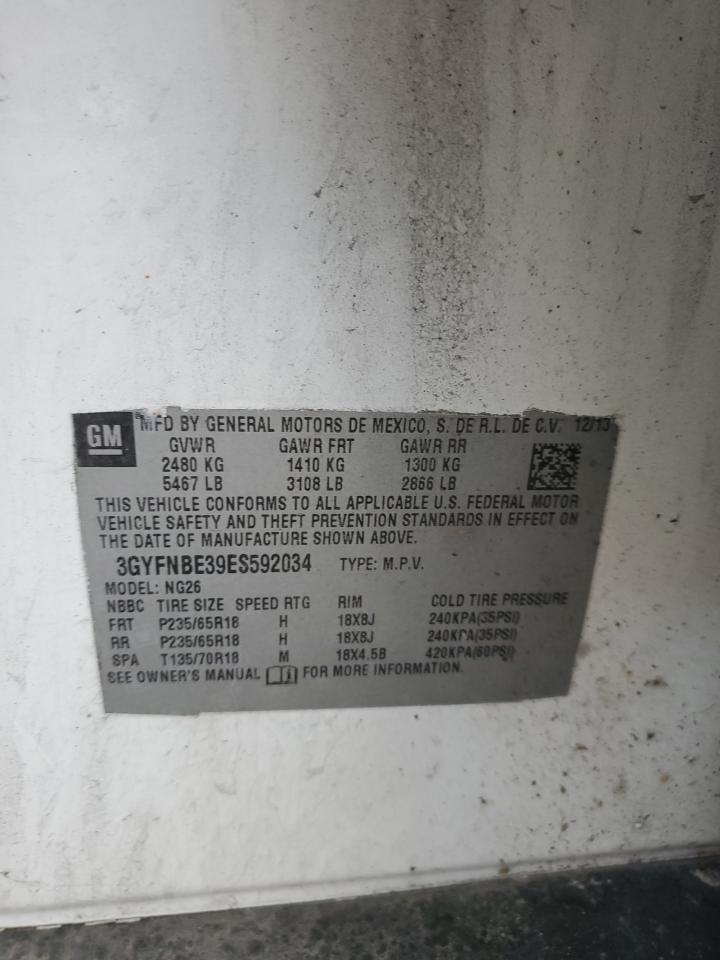 GM MFD BY GENERAL MOTORS DE MEXICO, S. DE R.L. DE C.V. 12/13
GVWR GAWR FRT GAWR RR
2480 KG 1410 KG 1300 KG
5467 LB 3108 LB 2866 LB
THIS VEHICLE CONFORMS TO ALL APPLICABLE U.S. FEDERAL MOTOR
VEHICLE SAFETY AND THEFT PREVENTION STANDARDS IN EFFECT ON
THE DATE OF MANUFACTURE SHOWN ABOVE.
3GYFNBE39ES592034 TYPE: M.P.V.
MODEL: NG26
NBBC TIRE SIZE SPEED RTG RIM COLD TIRE PRESSURE
FRT P235/65R18 H 18X8J 240KPA(35PSI)
RR P235/65R18 H 18X8J 240KPA(35PSI)
SPA T135/70R18 M 18X4.5B 420KPA(60PSI)
SEE OWNER'S MANUAL FOR MORE INFORMATION.